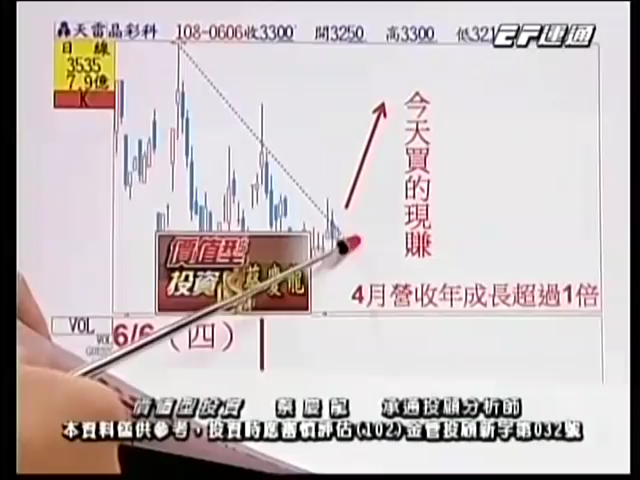 天雷晶彩科 108-0606收3300 開3250 高3300 低321
日線
3535
7.9億
K
今天買的現賺
價值型
投資 蔡慶龍
4月營收年成長超過1倍
VOL
VOL
6/6 (四)
價值型投資 蔡慶龍 承通投顧分析師
本資料僅供參考、投資時應審慎評估(102)金管投顧新字第032號